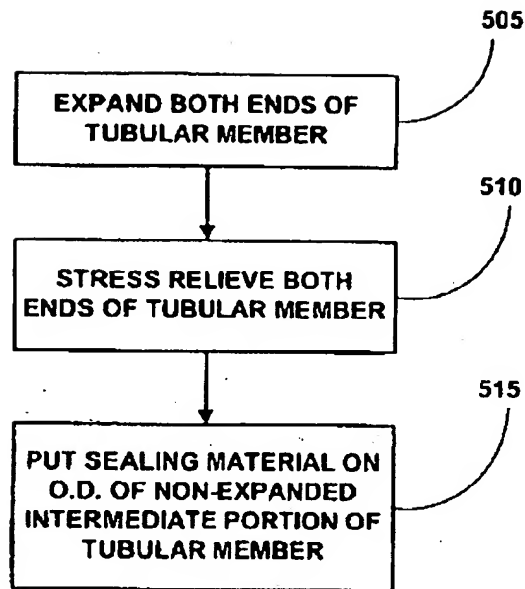 505
EXPAND BOTH ENDS OF
TUBULAR MEMBER
510
STRESS RELIEVE BOTH
ENDS OF TUBULAR MEMBER
515
PUT SEALING MATERIAL ON
O.D. OF NON-EXPANDED
INTERMEDIATE PORTION OF
TUBULAR MEMBER